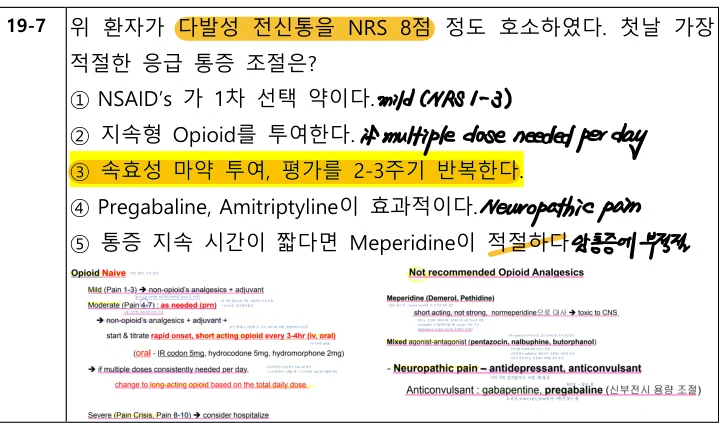 19-7
위 환자가 다발성 전신통을 NRS 8점 정도 호소하였다. 첫날 가장
적절한 응급 통증 조절은?
① NSAID's 가 1차 선택 약이다. mild (NRS 1-3)
② 지속형 Opioid를 투여한다. if multiple dose needed per day
③ 속효성 마약 투여, 평가를 2-3주기 반복한다.
④ Pregabaline, Amitriptyline이 효과적이다. Neuropathic pain
⑤ 통증 지속 시간이 짧다면 Meperidine이 적절하다 암통증에 부적절
Opioid Naive
Mild (Pain 1-3) ➔ non-opioid's analgesics + adjuvant
Moderate (Pain 4-7) : as needed (prn)
➔ non-opioid's analgesics + adjuvant +
start & titrate rapid onset, short acting opioid every 3-4hr (iv, oral)
(oral - IR codon 5mg, hydrocodone 5mg, hydromorphone 2mg)
➔ if multiple doses consistently needed per day.
change to long-acting opioid based on the total daily dose
Severe (Pain Crisis, Pain 8-10) ➔ consider hospitalize
Not recommended Opioid Analgesics
Meperidine (Demerol, Pethidine)
short acting, not strong, normeperidine으로 대사 ➔ toxic to CNS
Mixed agonist-antagonist (pentazocin, nalbuphine, butorphanol)
- Neuropathic pain – antidepressant, anticonvulsant
Anticonvulsant : gabapentine, pregabaline (신부전시 용량 조절)